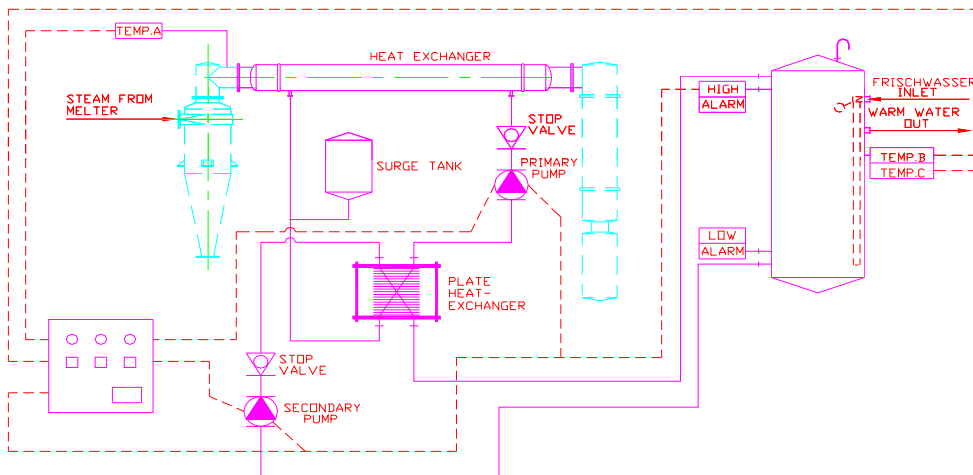 TEMP.A
HEAT EXCHANGER
STEAM FROM
MELTER
STOP
VALVE
SURGE TANK
PRIMARY
PUMP
HIGH
ALARM
FRISCHWASSER
INLET
WARM WATER
OUT
TEMP.B
TEMP.C
LOW
ALARM
PLATE
HEAT-
EXCHANGER
STOP
VALVE
SECONDARY
PUMP